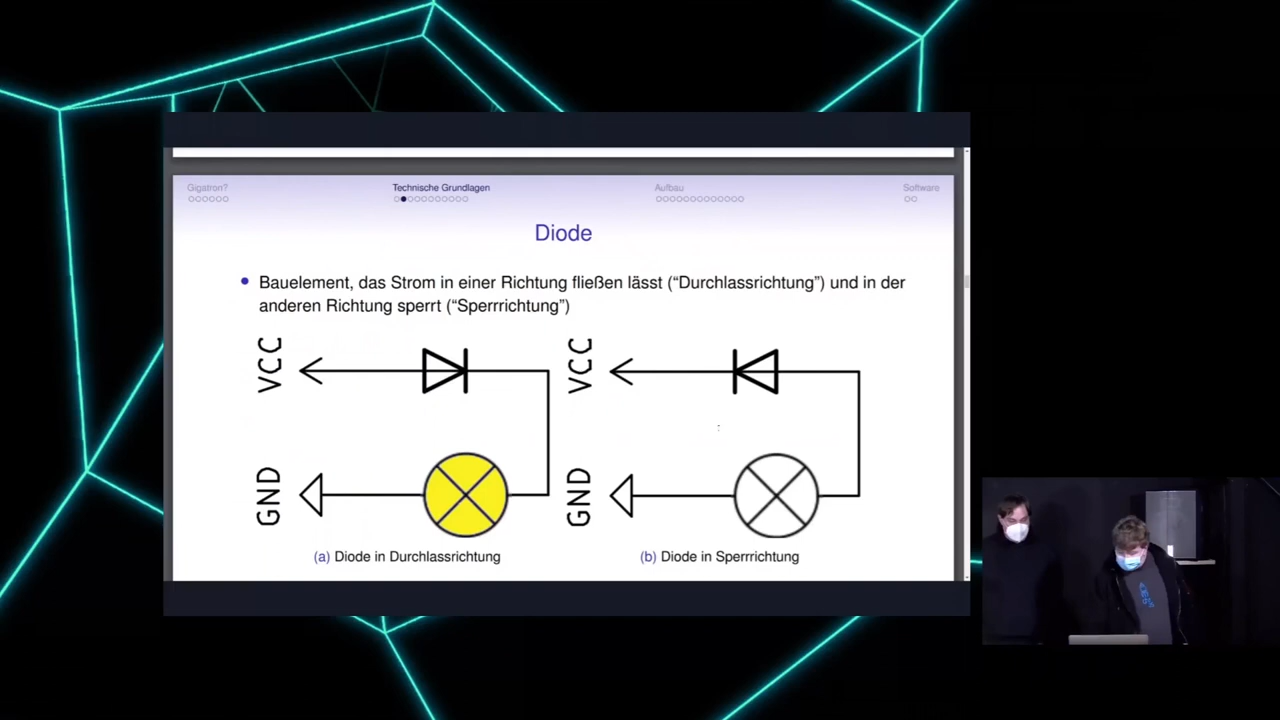 Gigatron?
Technische Grundlagen
Aufbau
Software
Diode
Bauelement, das Strom in einer Richtung fließen lässt (“Durchlassrichtung”) und in der
anderen Richtung sperrt (“Sperrrichtung”)
VCC
VCC
GND
GND
(a) Diode in Durchlassrichtung
(b) Diode in Sperrrichtung